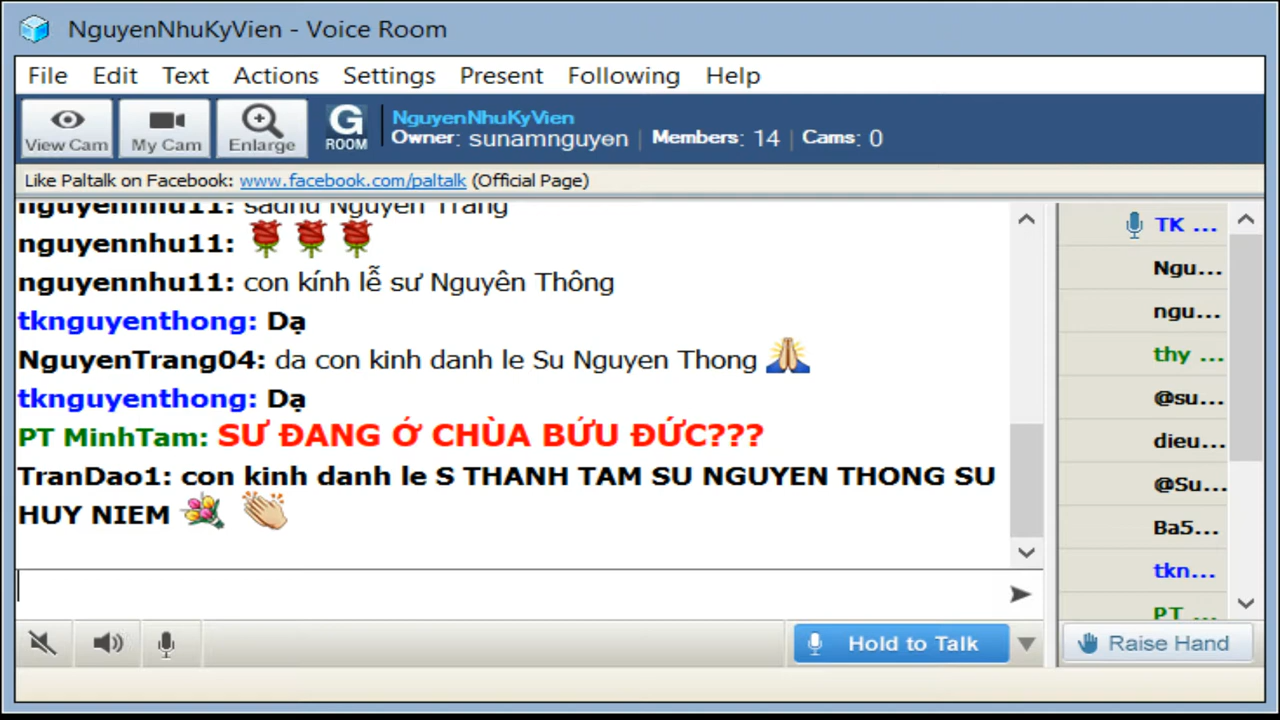 NguyenNhuKyVien - Voice Room
File Edit Text Actions Settings Present Following Help
View Cam
My Cam
Enlarge
G ROOM
NguyenNhuKyVien
Owner: sunamnguyen Members: 14 Cams: 0
Like Paltalk on Facebook: www.facebook.com/paltalk (Official Page)
nguyennhu11: sadhu Nguyen Trang
nguyennhu11:
nguyennhu11: con kính lễ sư Nguyên Thông
tknguyenthong: Dạ
NguyenTrang04: da con kinh danh le Su Nguyen Thong
tknguyenthong: Dạ
PT MinhTam: SƯ ĐANG Ở CHÙA BỬU ĐỨC???
TranDao1: con kinh danh le S THANH TAM SU NGUYEN THONG SU
HUY NIEM
TK ...
Ngu...
ngu...
thy ...
@su...
dieu...
@Su...
Ba5...
tkn...
PT ...
Hold to Talk
Raise Hand